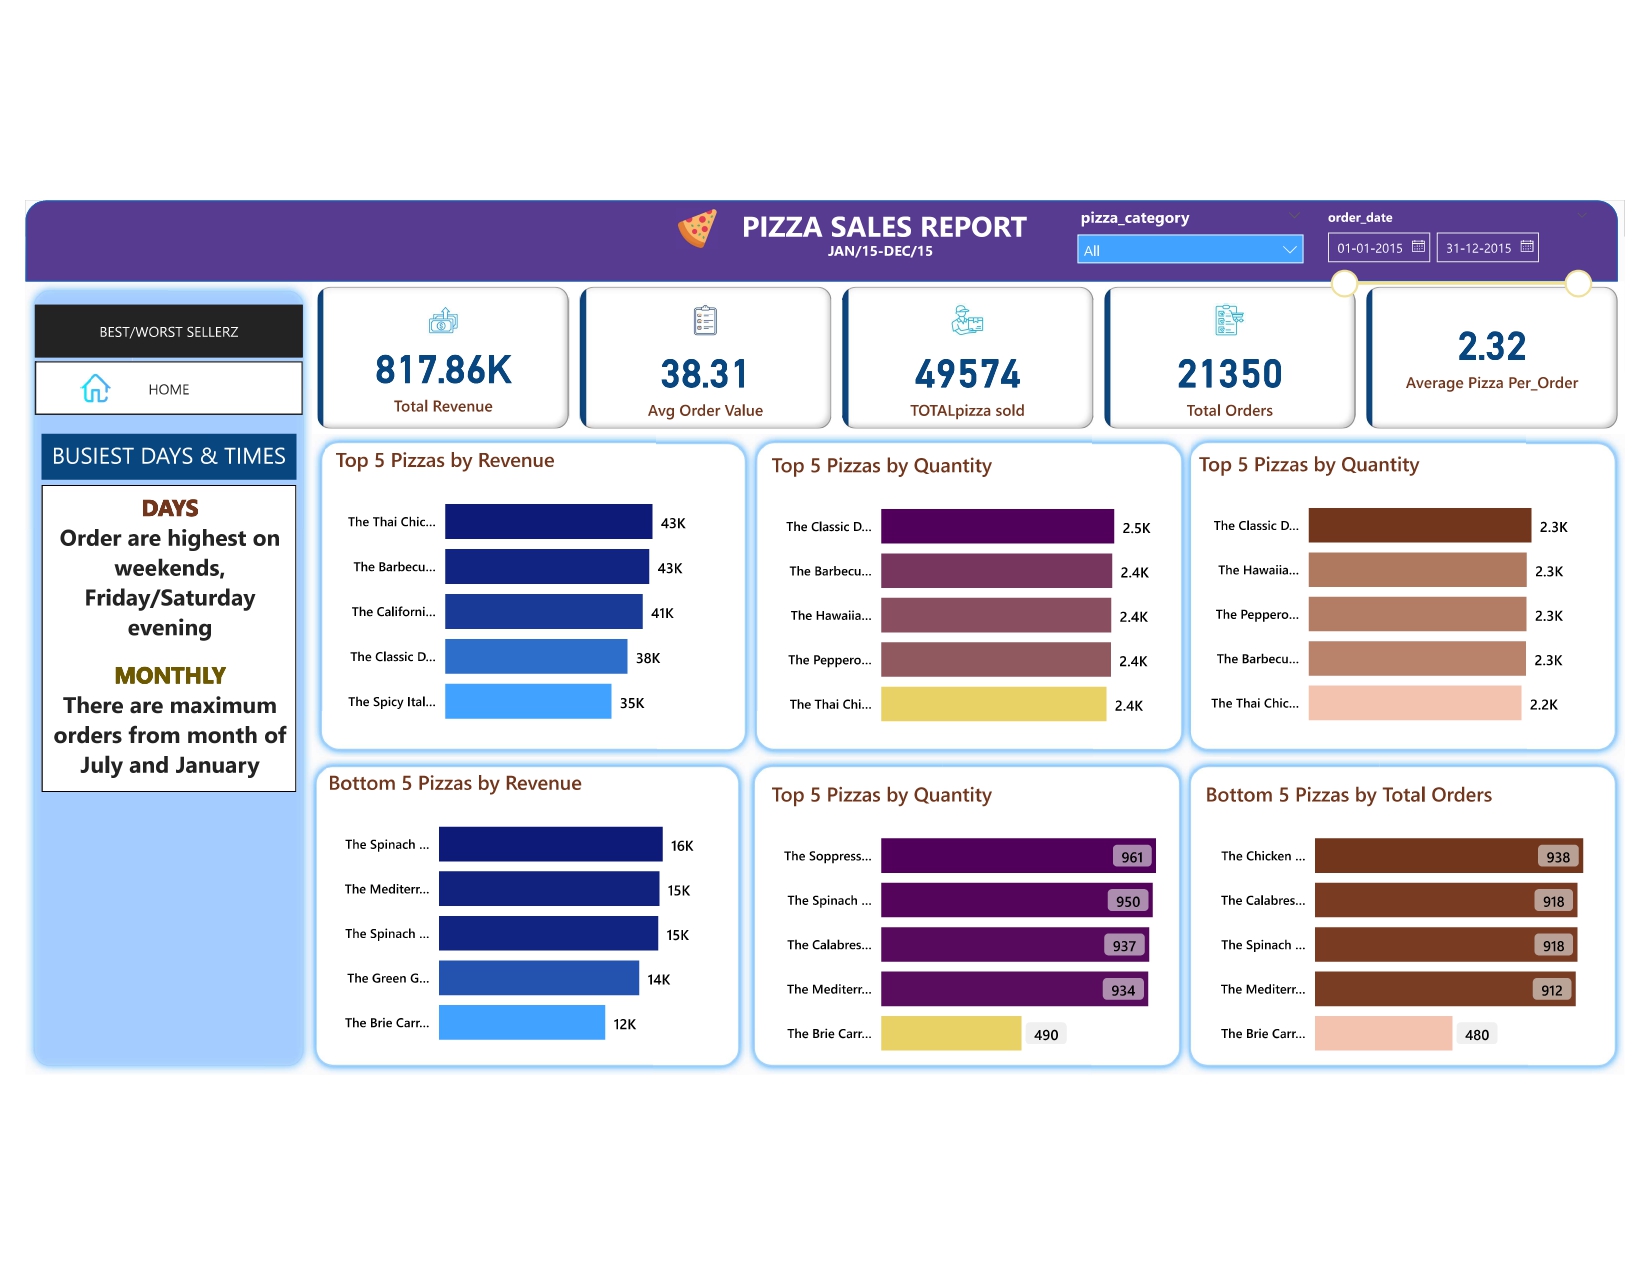 PIZZA SALES REPORT
JAN/15-DEC/15
pizza_category
All
order_date
01-01-2015
31-12-2015
BEST/WORST SELLERZ
HOME
BUSIEST DAYS & TIMES
DAYS
Order are highest on
weekends,
Friday/Saturday
evening
MONTHLY
There are maximum
orders from month of
July and January
817.86K
Total Revenue
38.31
Avg Order Value
49574
TOTALpizza sold
21350
Total Orders
2.32
Average Pizza Per_Order
Top 5 Pizzas by Revenue
The Thai Chic... 43K
The Barbecu... 43K
The Californi... 41K
The Classic D... 38K
The Spicy Ital... 35K
Top 5 Pizzas by Quantity
The Classic D... 2.5K
The Barbecu... 2.4K
The Hawaiia... 2.4K
The Peppero... 2.4K
The Thai Chi... 2.4K
Top 5 Pizzas by Quantity
The Classic D... 2.3K
The Hawaiia... 2.3K
The Peppero... 2.3K
The Barbecu... 2.3K
The Thai Chic... 2.2K
Bottom 5 Pizzas by Revenue
The Spinach ... 16K
The Mediterr... 15K
The Spinach ... 15K
The Green G... 14K
The Brie Carr... 12K
Top 5 Pizzas by Quantity
The Soppress... 961
The Spinach ... 950
The Calabres... 937
The Mediterr... 934
The Brie Carr... 490
Bottom 5 Pizzas by Total Orders
The Chicken ... 938
The Calabres... 918
The Spinach ... 918
The Mediterr... 912
The Brie Carr... 480